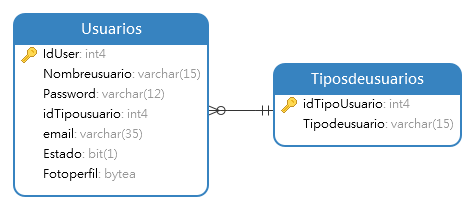 Usuarios
IdUser: int4
Nombreusuario: varchar(15)
Password: varchar(12)
idTipousuario: int4
email: varchar(35)
Estado: bit(1)
Fotoperfil: bytea
Tiposdeusuarios
idTipoUsuario: int4
Tipodeusuario: varchar(15)